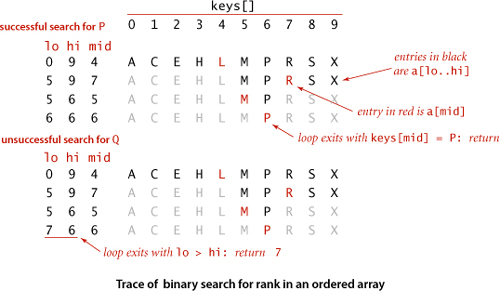 keys[]
successful search for P
0 1 2 3 4 5 6 7 8 9
lo hi mid
0 9 4 A C E H L M P R S X
5 9 7 A C E H L M P R S X
5 6 5 A C E H L M P R S X
6 6 6 A C E H L M P R S X
entries in black
are a[lo..hi]
entry in red is a[mid]
loop exits with keys[mid] = P: return
unsuccessful search for Q
lo hi mid
0 9 4 A C E H L M P R S X
5 9 7 A C E H L M P R S X
5 6 5 A C E H L M P R S X
7 6 6 A C E H L M P R S X
loop exits with lo > hi: return 7
Trace of binary search for rank in an ordered array